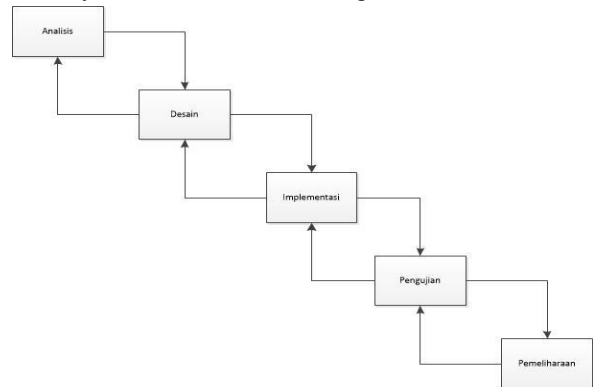 Analisis
Desain
Implementasi
Pengujian
Pemeliharaan